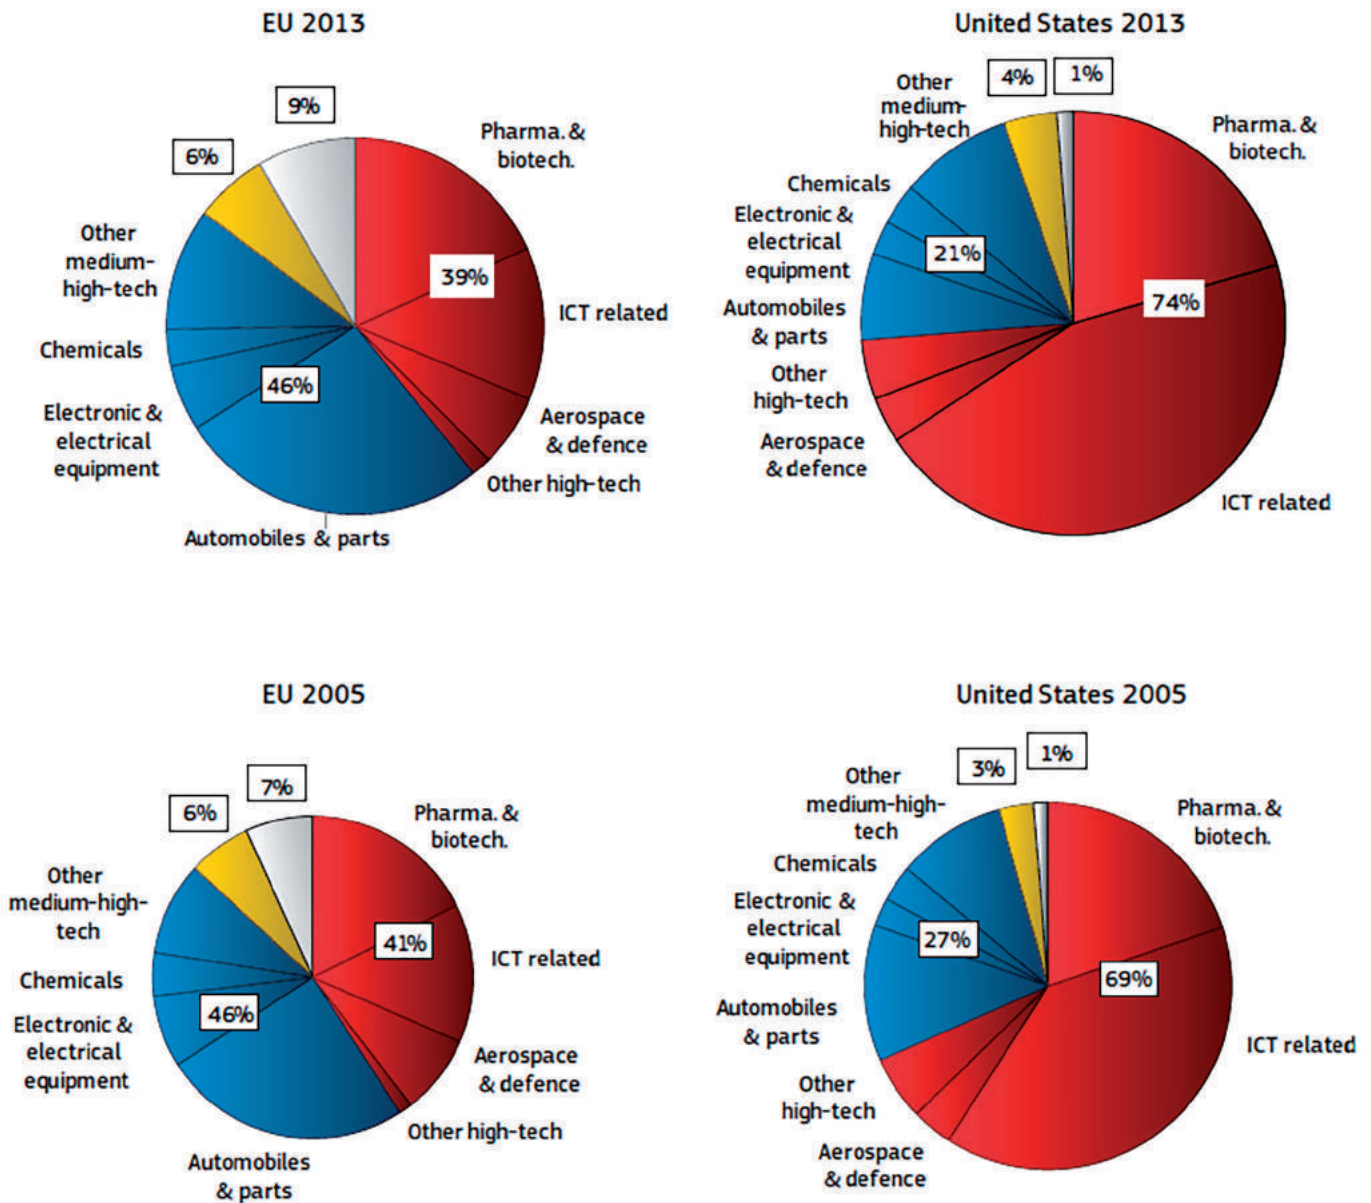 EU 2013
9%
6%
Pharma. &
biotech.
Other
medium-
high-tech
39%
ICT related
Chemicals
46%
Electronic &
electrical
equipment
Aerospace
& defence
Other high-tech
Automobiles & parts
United States 2013
Other
medium-
high-tech
4%
1%
Pharma. &
biotech.
Chemicals
Electronic &
electrical
equipment
21%
74%
Automobiles
& parts
Other
high-tech
Aerospace
& defence
ICT related
EU 2005
7%
6%
Pharma. &
biotech.
Other
medium-high-
tech
41%
ICT related
Chemicals
46%
Electronic &
electrical
equipment
Aerospace
& defence
Other high-tech
Automobiles
& parts
United States 2005
Other
medium-high-
tech
3%
1%
Pharma. &
biotech.
Chemicals
Electronic &
electrical
equipment
27%
69%
Automobiles
& parts
ICT related
Other
high-tech
Aerospace
& defence